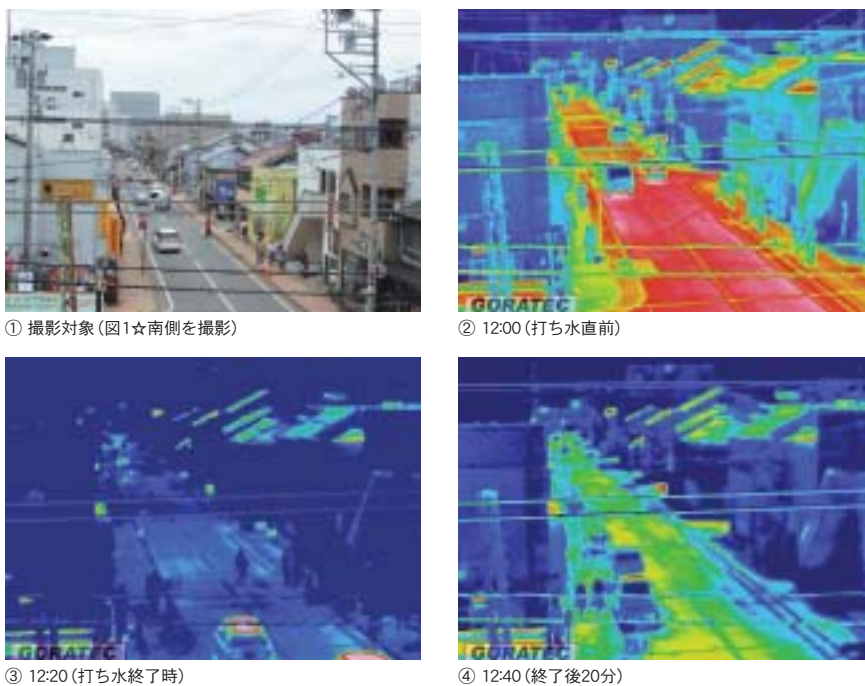 ① 撮影対象(図1☆南側を撮影)
GORATEC
② 12:00(打ち水直前)
GORATEC
③ 12:20(打ち水終了時)
GORATEC
④ 12:40(終了後20分)